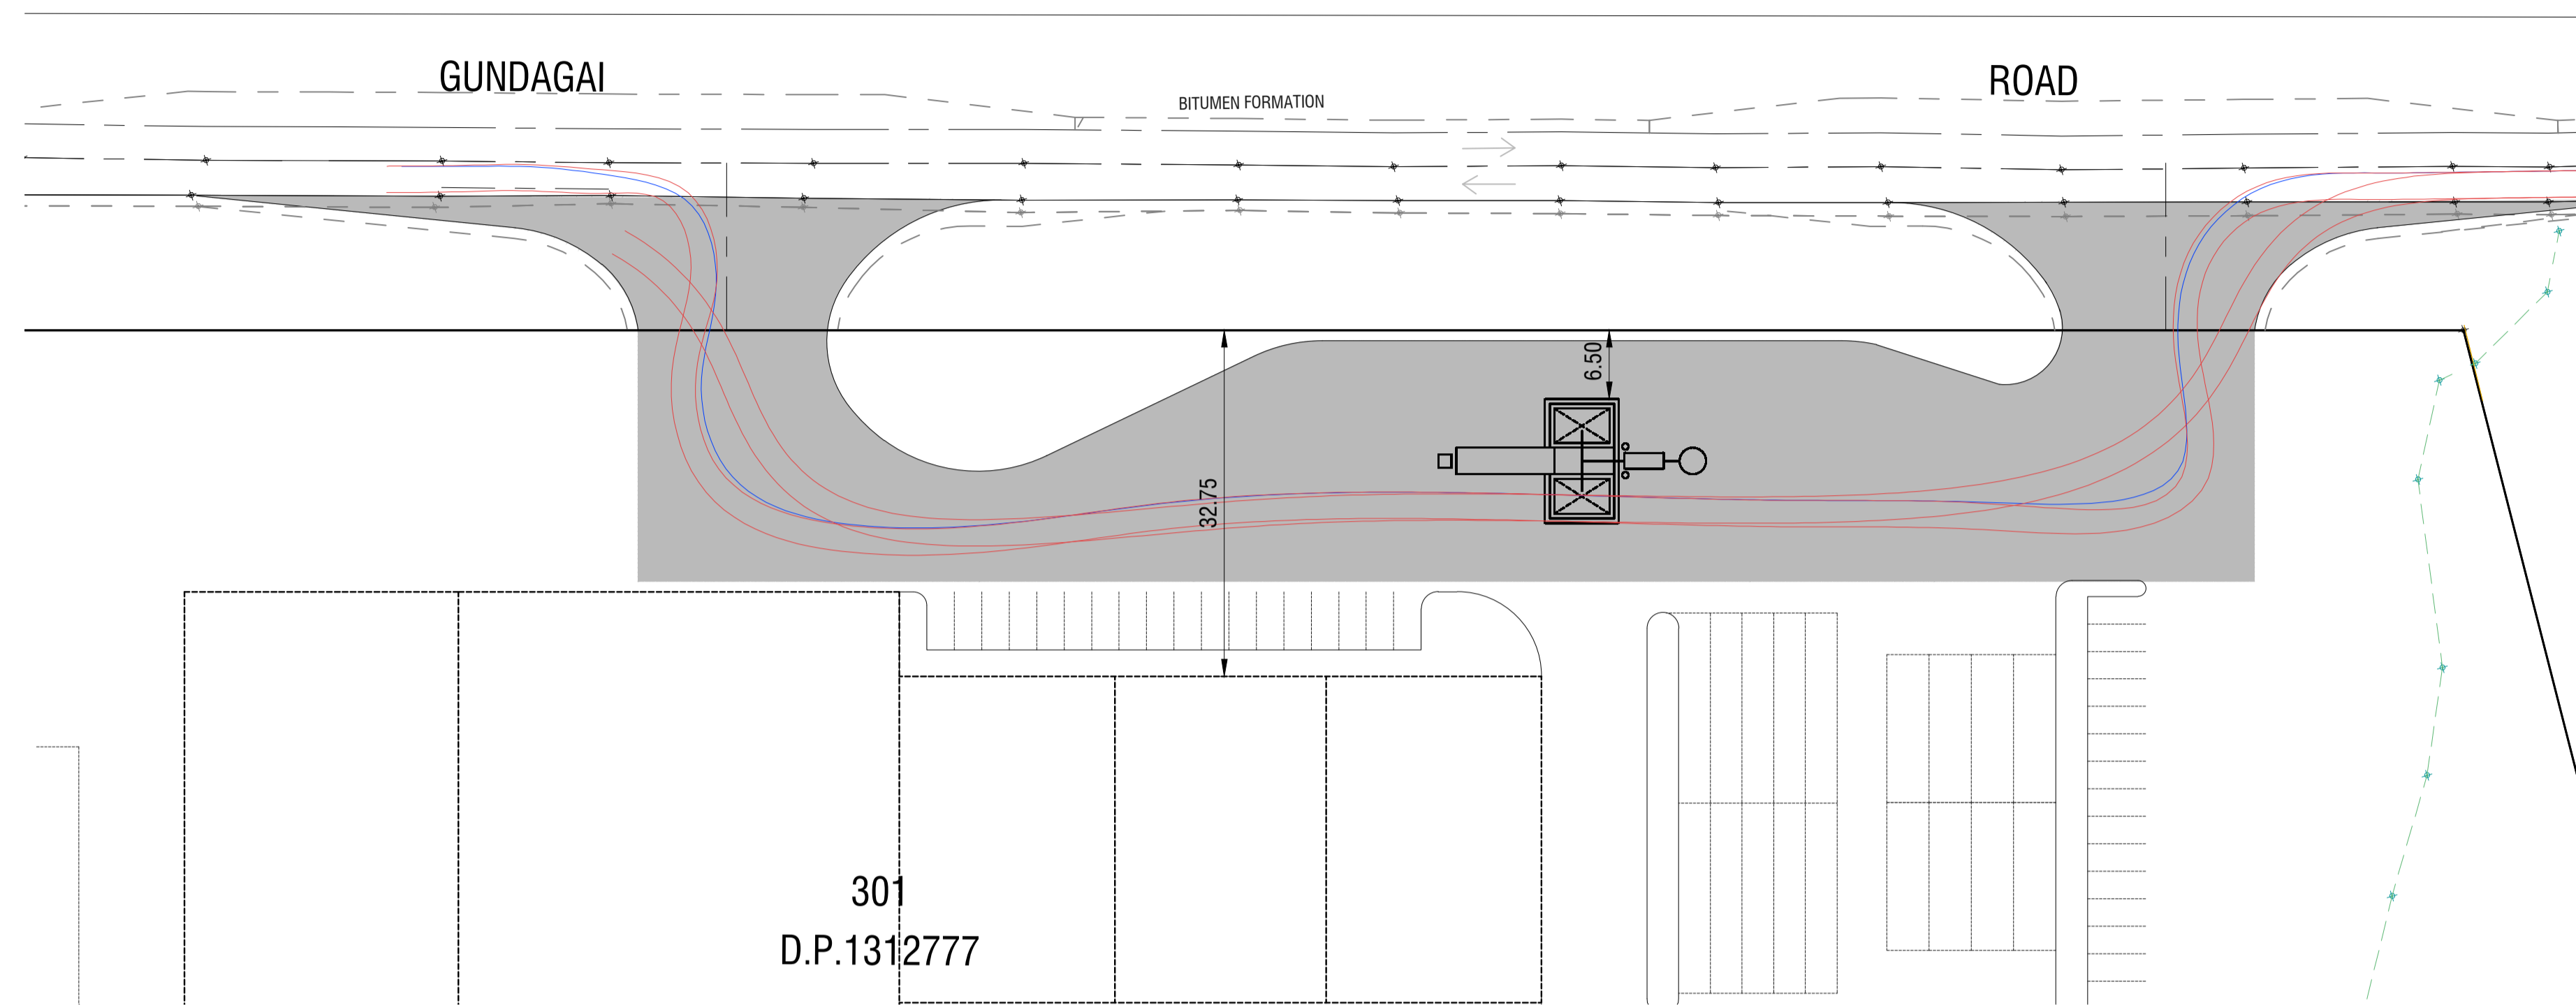 GUNDAGAI
ROAD
BITUMEN FORMATION
6.50
32.75
301
D.P.1312777